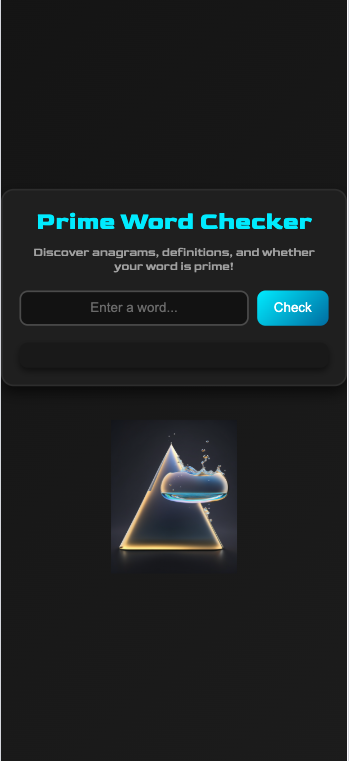 Prime Word Checker
Discover anagrams, definitions, and whether
your word is prime!
Enter a word...
Check